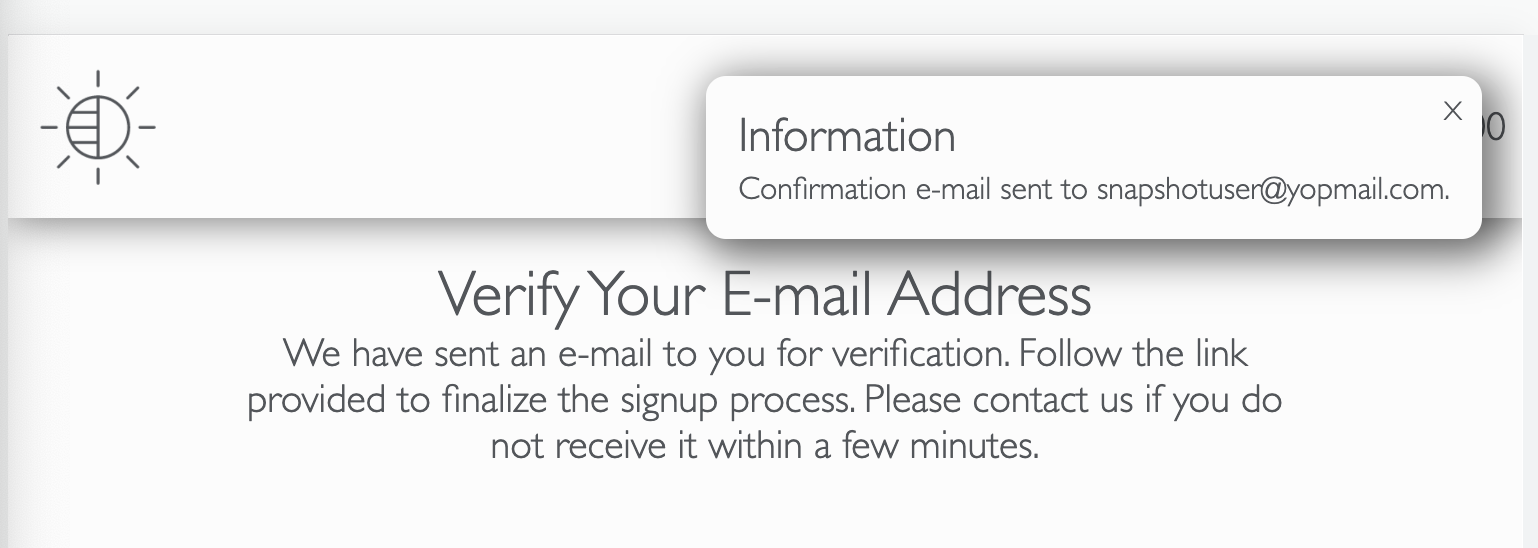 Information
X
Confirmation e-mail sent to snapshotuser@yopmail.com.
Verify Your E-mail Address
We have sent an e-mail to you for verification. Follow the link
provided to finalize the signup process. Please contact us if you do
not receive it within a few minutes.